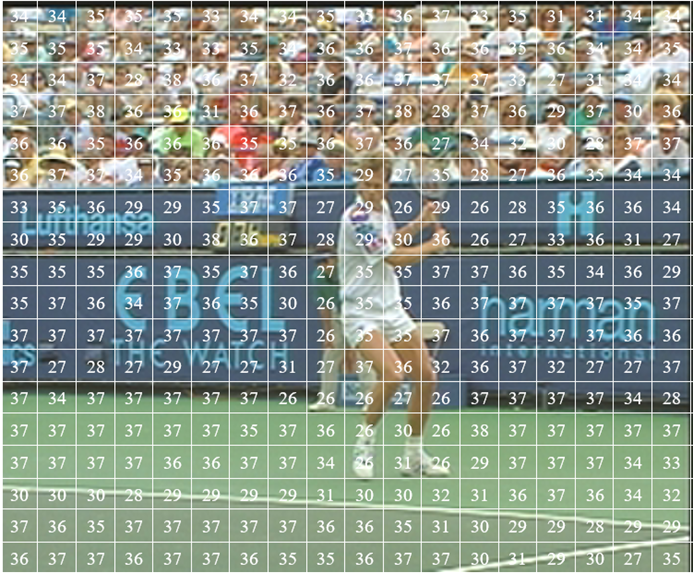 34 34 35 35 35 33 34 34 35 35 36 37 33 35 31 31 34 34
35 35 35 34 33 33 35 34 36 36 37 36 36 35 36 34 34 35
34 34 37 28 38 36 37 32 36 36 37 37 37 33 27 31 34 34
37 37 38 36 36 31 36 37 36 37 38 28 37 36 29 37 30 36
36 36 35 36 36 36 35 35 36 37 36 27 34 32 30 28 37 37
36 37 37 34 35 36 36 36 35 29 27 35 28 27 36 35 34 34
33 35 36 29 29 35 37 37 27 29 26 29 26 28 35 36 36 34
Lufthansa
30 35 29 29 30 38 36 37 28 29 30 36 26 27 33 36 31 27
35 35 35 36 37 35 37 36 27 35 35 37 37 36 35 34 36 29
EBEL harman
35 37 36 34 37 36 35 30 26 35 35 36 37 37 37 37 35 37
37 37 37 37 37 37 37 37 26 35 35 37 36 37 37 37 36 36
THE WATCH international
37 27 28 27 29 27 27 31 27 37 36 32 36 37 32 27 27 37
37 34 37 37 37 37 37 26 26 26 27 26 37 37 37 37 34 28
37 37 37 37 37 37 35 37 36 26 30 26 38 37 37 37 37 37
37 37 37 37 36 36 37 37 34 26 31 26 29 37 37 37 34 33
30 30 30 28 29 29 29 29 31 30 30 32 31 36 37 36 34 32
37 36 35 37 37 37 37 37 36 36 35 31 30 29 29 28 29 29
36 37 37 36 37 37 36 35 35 36 37 37 30 31 29 30 27 35